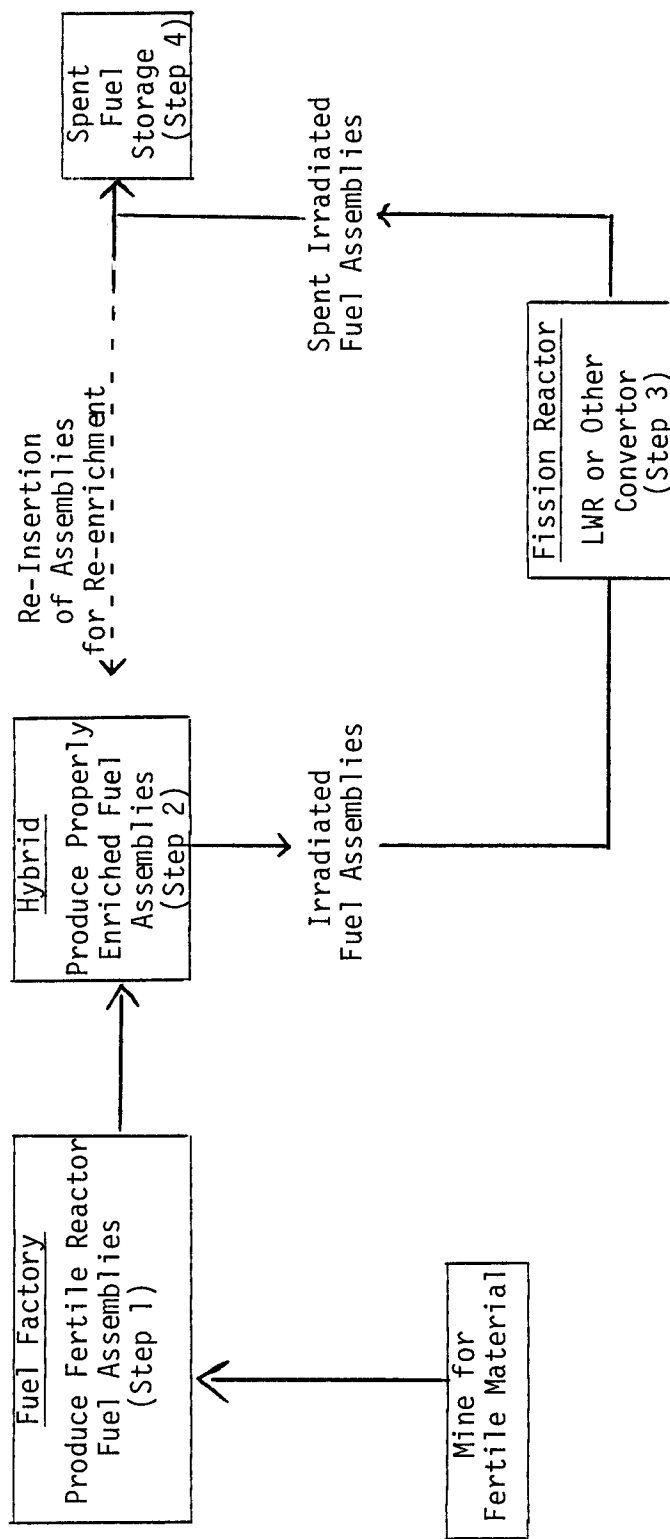 Fuel Factory
Produce Fertile Reactor
Fuel Assemblies
(Step 1)
Mine for
Fertile Material
Hybrid
Produce Properly
Enriched Fuel
Assemblies
(Step 2)
Irradiated
Fuel Assemblies
Re-Insertion
of Assemblies
for Re-enrichment
Fission Reactor
LWR or Other
Convertor
(Step 3)
Spent Irradiated
Fuel Assemblies
Spent
Fuel
Storage
(Step 4)